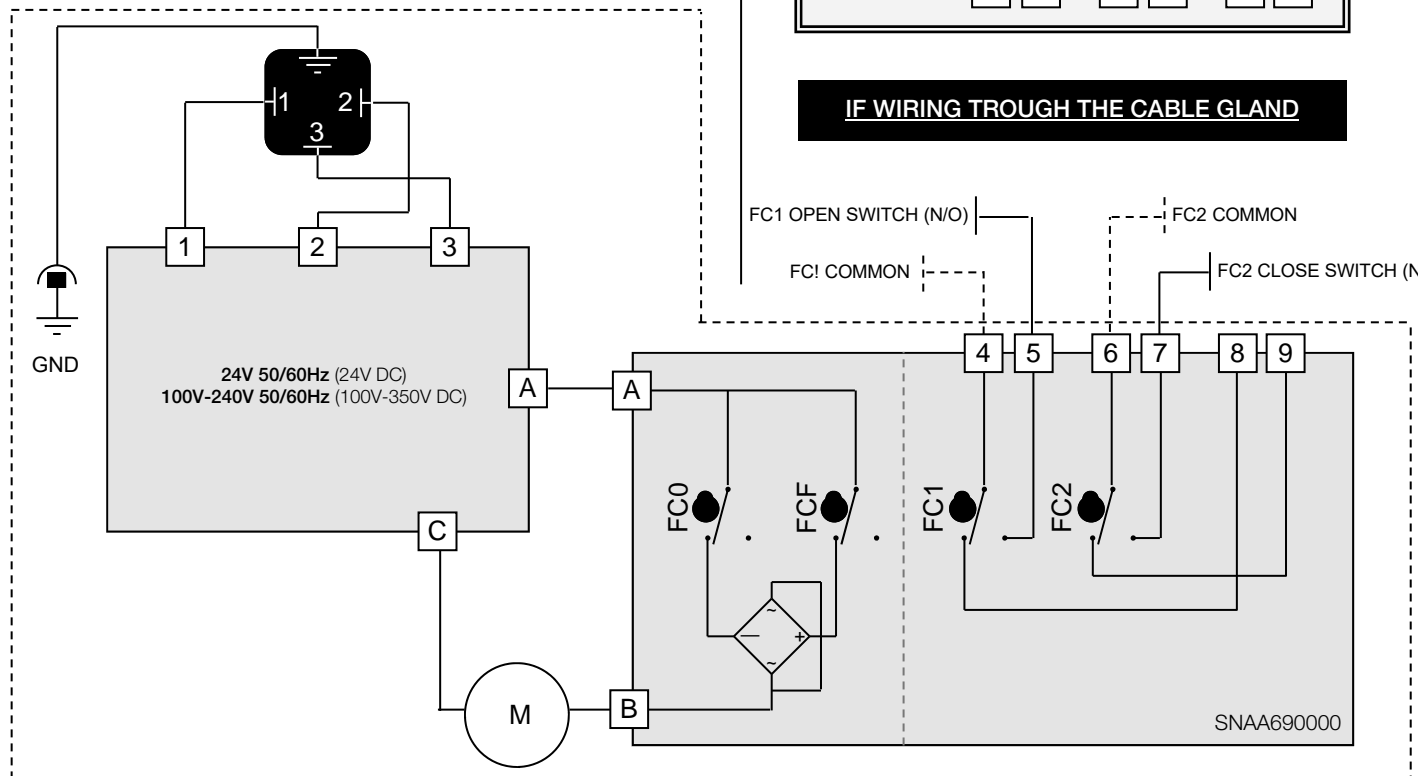 IF WIRING TROUGH THE CABLE GLAND
1 2
3
FC1 OPEN SWITCH (N/O)
FC2 COMMON
FC! COMMON
FC2 CLOSE SWITCH (N
1 2 3
GND
24V 50/60Hz (24V DC)
100V-240V 50/60Hz (100V-350V DC)
4 5 6 7 8 9
A
A
FC0
FCF
FC1
FC2
C
~
— +
~
M
B
SNAA690000